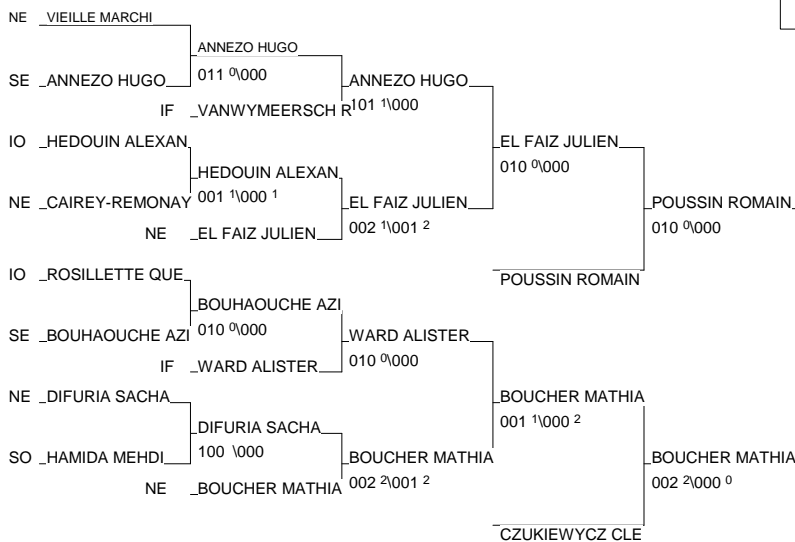 NE VIEILLE MARCHI
ANNEZO HUGO
011 0\000
SE ANNEZO HUGO
ANNEZO HUGO
101 1\000
IF VANWYMEERSCH R
IO HEDOUIN ALEXAN
EL FAIZ JULIEN
010 0\000
HEDOUIN ALEXAN
001 1\000 1
NE CAIREY-REMONAY
EL FAIZ JULIEN
002 1\001 2
POUSSIN ROMAIN
010 0\000
NE EL FAIZ JULIEN
IO ROSILLETTE QUE
POUSSIN ROMAIN
BOUHAOUCHE AZI
010 0\000
SE BOUHAOUCHE AZI
WARD ALISTER
010 0\000
IF WARD ALISTER
NE DIFURIA SACHA
BOUCHER MATHIA
001 1\000 2
DIFURIA SACHA
100 \000
SO HAMIDA MEHDI
BOUCHER MATHIA
002 2\001 2
BOUCHER MATHIA
002 2\000 0
NE BOUCHER MATHIA
CZUKIEWYCZ CLE